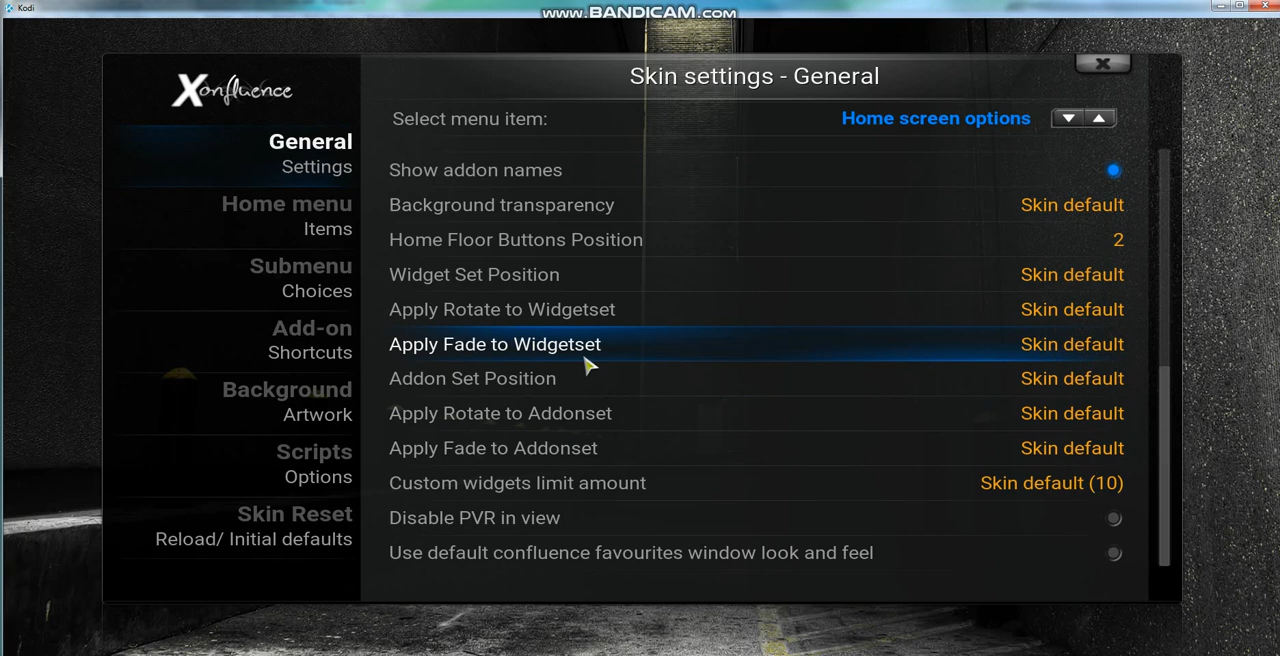 Kodi
www.BANDICAM.com
Xonfluence
Skin settings - General
Select menu item: Home screen options
General
Settings
Home menu
Items
Submenu
Choices
Add-on
Shortcuts
Background
Artwork
Scripts
Options
Skin Reset
Reload/ Initial defaults
Show addon names
Background transparency Skin default
Home Floor Buttons Position 2
Widget Set Position Skin default
Apply Rotate to Widgetset Skin default
Apply Fade to Widgetset Skin default
Addon Set Position Skin default
Apply Rotate to Addonset Skin default
Apply Fade to Addonset Skin default
Custom widgets limit amount Skin default (10)
Disable PVR in view
Use default confluence favourites window look and feel